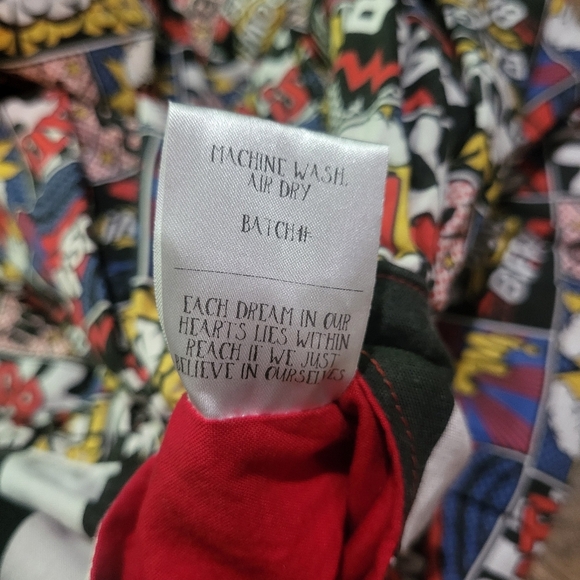 MACHINE WASH,
AIR DRY
BATCH#
EACH DREAM IN OUR
HEARTS LIES WITHIN
REACH IF WE JUST
BELIEVE IN OURSELVES